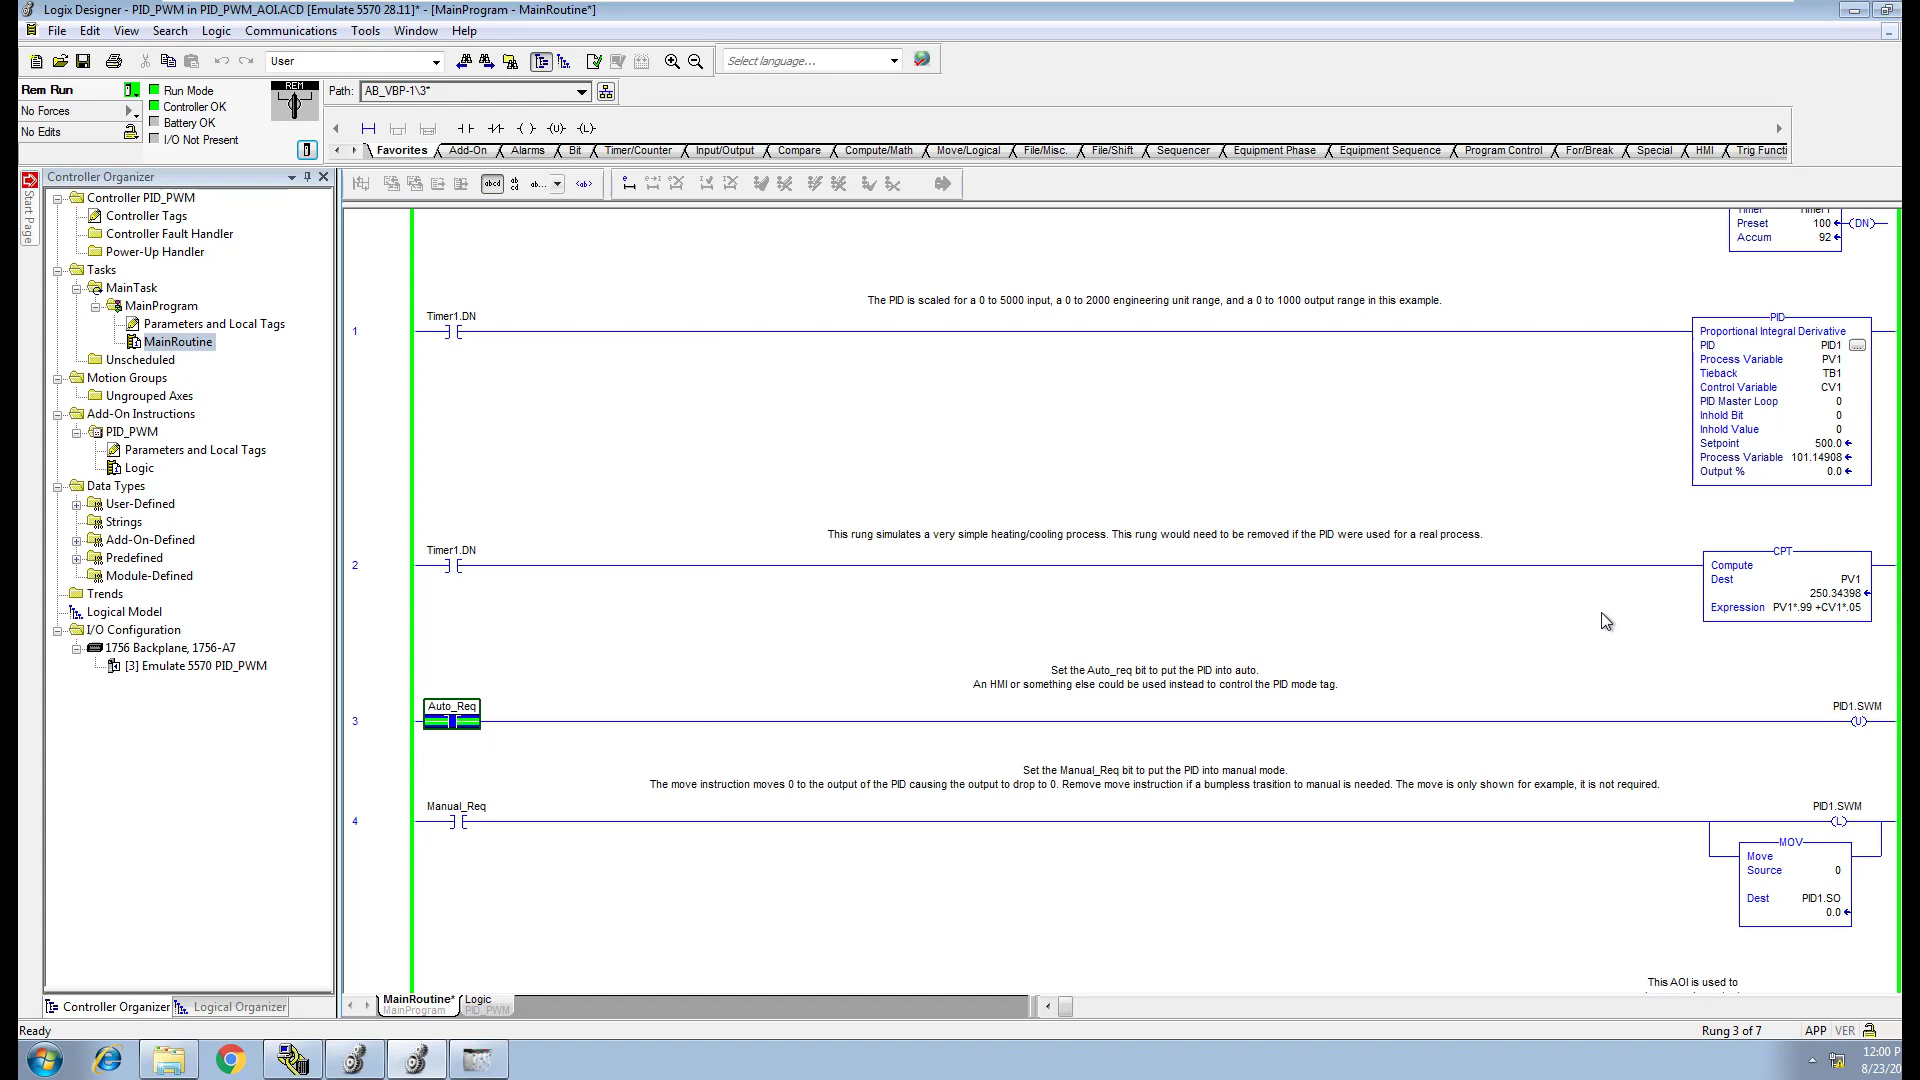 Logix Designer - PID_PWM in PID_PWM_AOI.ACD [Emulate 5570 28.11]* - [MainProgram - MainRoutine*]
File Edit View Search Logic Communications Tools Window Help
User
Select language...
Rem Run
Run Mode
REM
Path: AB_VBP-1\3*
No Forces
Controller OK
No Edits
Battery OK
I/O Not Present
Favorites Add-On Alarms Bit Timer/Counter Input/Output Compare Compute/Math Move/Logical File/Misc. File/Shift Sequencer Equipment Phase Equipment Sequence Program Control For/Break Special HMI Trig Functi
Start Page
Controller Organizer
Controller PID_PWM
Controller Tags
Controller Fault Handler
Power-Up Handler
Tasks
MainTask
MainProgram
Parameters and Local Tags
MainRoutine
Unscheduled
Motion Groups
Ungrouped Axes
Add-On Instructions
PID_PWM
Parameters and Local Tags
Logic
Data Types
User-Defined
Strings
Add-On-Defined
Predefined
Module-Defined
Trends
Logical Model
I/O Configuration
1756 Backplane, 1756-A7
[3] Emulate 5570 PID_PWM
Controller Organizer Logical Organizer
Timer Timer1
Preset 100 DN
Accum 92
The PID is scaled for a 0 to 5000 input, a 0 to 2000 engineering unit range, and a 0 to 1000 output range in this example.
Timer1.DN
1
PID
Proportional Integral Derivative
PID PID1 ...
Process Variable PV1
Tieback TB1
Control Variable CV1
PID Master Loop 0
Inhold Bit 0
Inhold Value 0
Setpoint 500.0
Process Variable 101.14908
Output % 0.0
This rung simulates a very simple heating/cooling process. This rung would need to be removed if the PID were used for a real process.
Timer1.DN
2
CPT
Compute
Dest PV1
250.34398
Expression PV1*.99 +CV1*.05
Set the Auto_req bit to put the PID into auto.
An HMI or something else could be used instead to control the PID mode tag.
Auto_Req
PID1.SWM
3
U
Set the Manual_Req bit to put the PID into manual mode.
The move instruction moves 0 to the output of the PID causing the output to drop to 0. Remove move instruction if a bumpless trasition to manual is needed. The move is only shown for example, it is not required.
Manual_Req
PID1.SWM
4
L
MOV
Move
Source 0
Dest PID1.SO
0.0
This AOI is used to
MainRoutine* Logic
MainProgram PID_PWM
Ready
Rung 3 of 7 APP VER
12:00 P
8/23/20